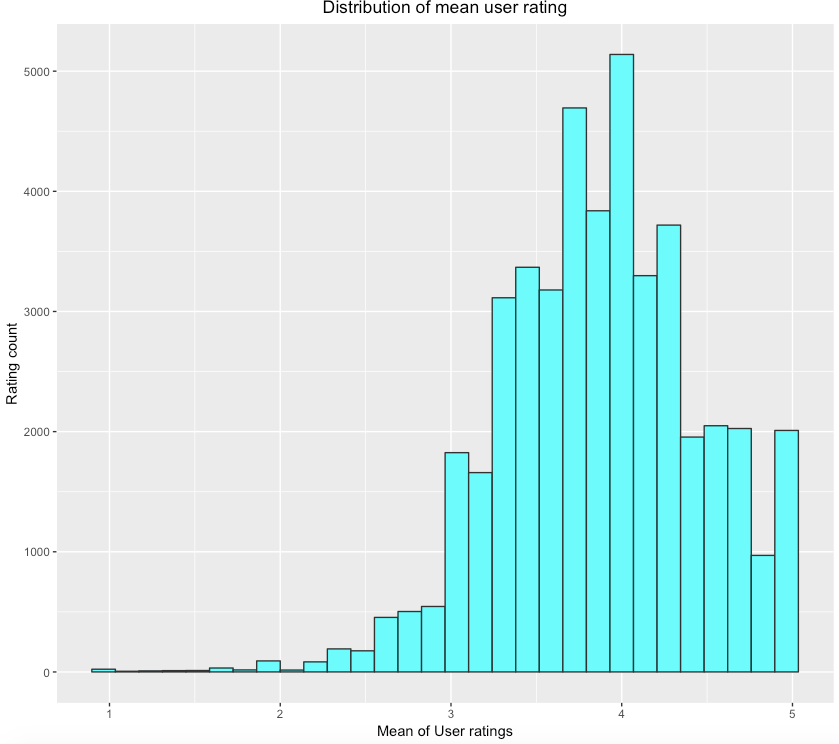 Distribution of mean user rating
5000
4000
3000
2000
1000
0
Rating count
1 2 3 4 5
Mean of User ratings